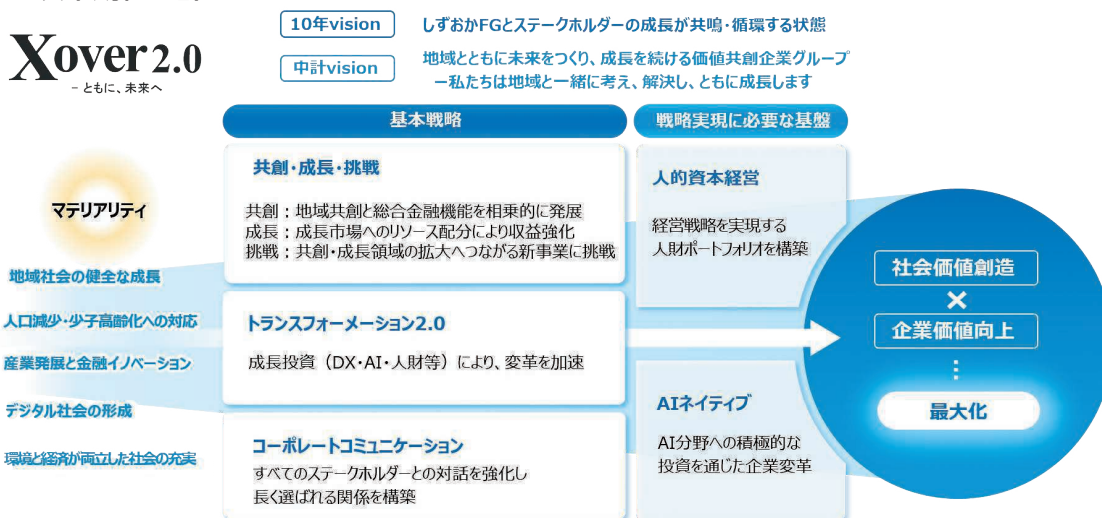 Xover 2.0
- ともに、未来へ
10年vision
しずおかFGとステークホルダーの成長が共鳴・循環する状態
中計vision
地域とともに未来をつくり、成長を続ける価値共創企業グループ
ー私たちは地域と一緒に考え、解決し、ともに成長します
マテリアリティ
地域社会の健全な成長
人口減少・少子高齢化への対応
産業発展と金融イノベーション
デジタル社会の形成
環境と経済が両立した社会の充実
基本戦略
共創・成長・挑戦
共創：地域共創と総合金融機能を相乗的に発展
成長：成長市場へのリソース配分により収益強化
挑戦：共創・成長領域の拡大へつながる新事業に挑戦
トランスフォーメーション2.0
成長投資（DX・AI・人財等）により、変革を加速
コーポレートコミュニケーション
すべてのステークホルダーとの対話を強化し
長く選ばれる関係を構築
戦略実現に必要な基盤
人的資本経営
経営戦略を実現する
人財ポートフォリオを構築
AIネイティブ
AI分野への積極的な
投資を通じた企業変革
社会価値創造
×
企業価値向上
⋮
最大化